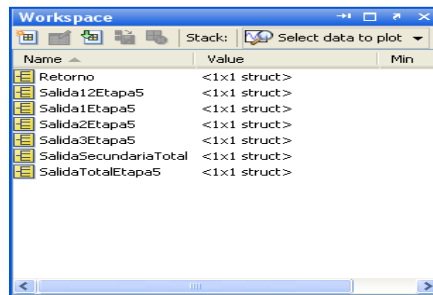 Workspace
Stack: Select data to plot
Name Value Min
Retorno <1x1 struct>
Salida12Etapa5 <1x1 struct>
Salida1Etapa5 <1x1 struct>
Salida2Etapa5 <1x1 struct>
Salida3Etapa5 <1x1 struct>
SalidaSecundariaTotal <1x1 struct>
SalidaTotalEtapa5 <1x1 struct>